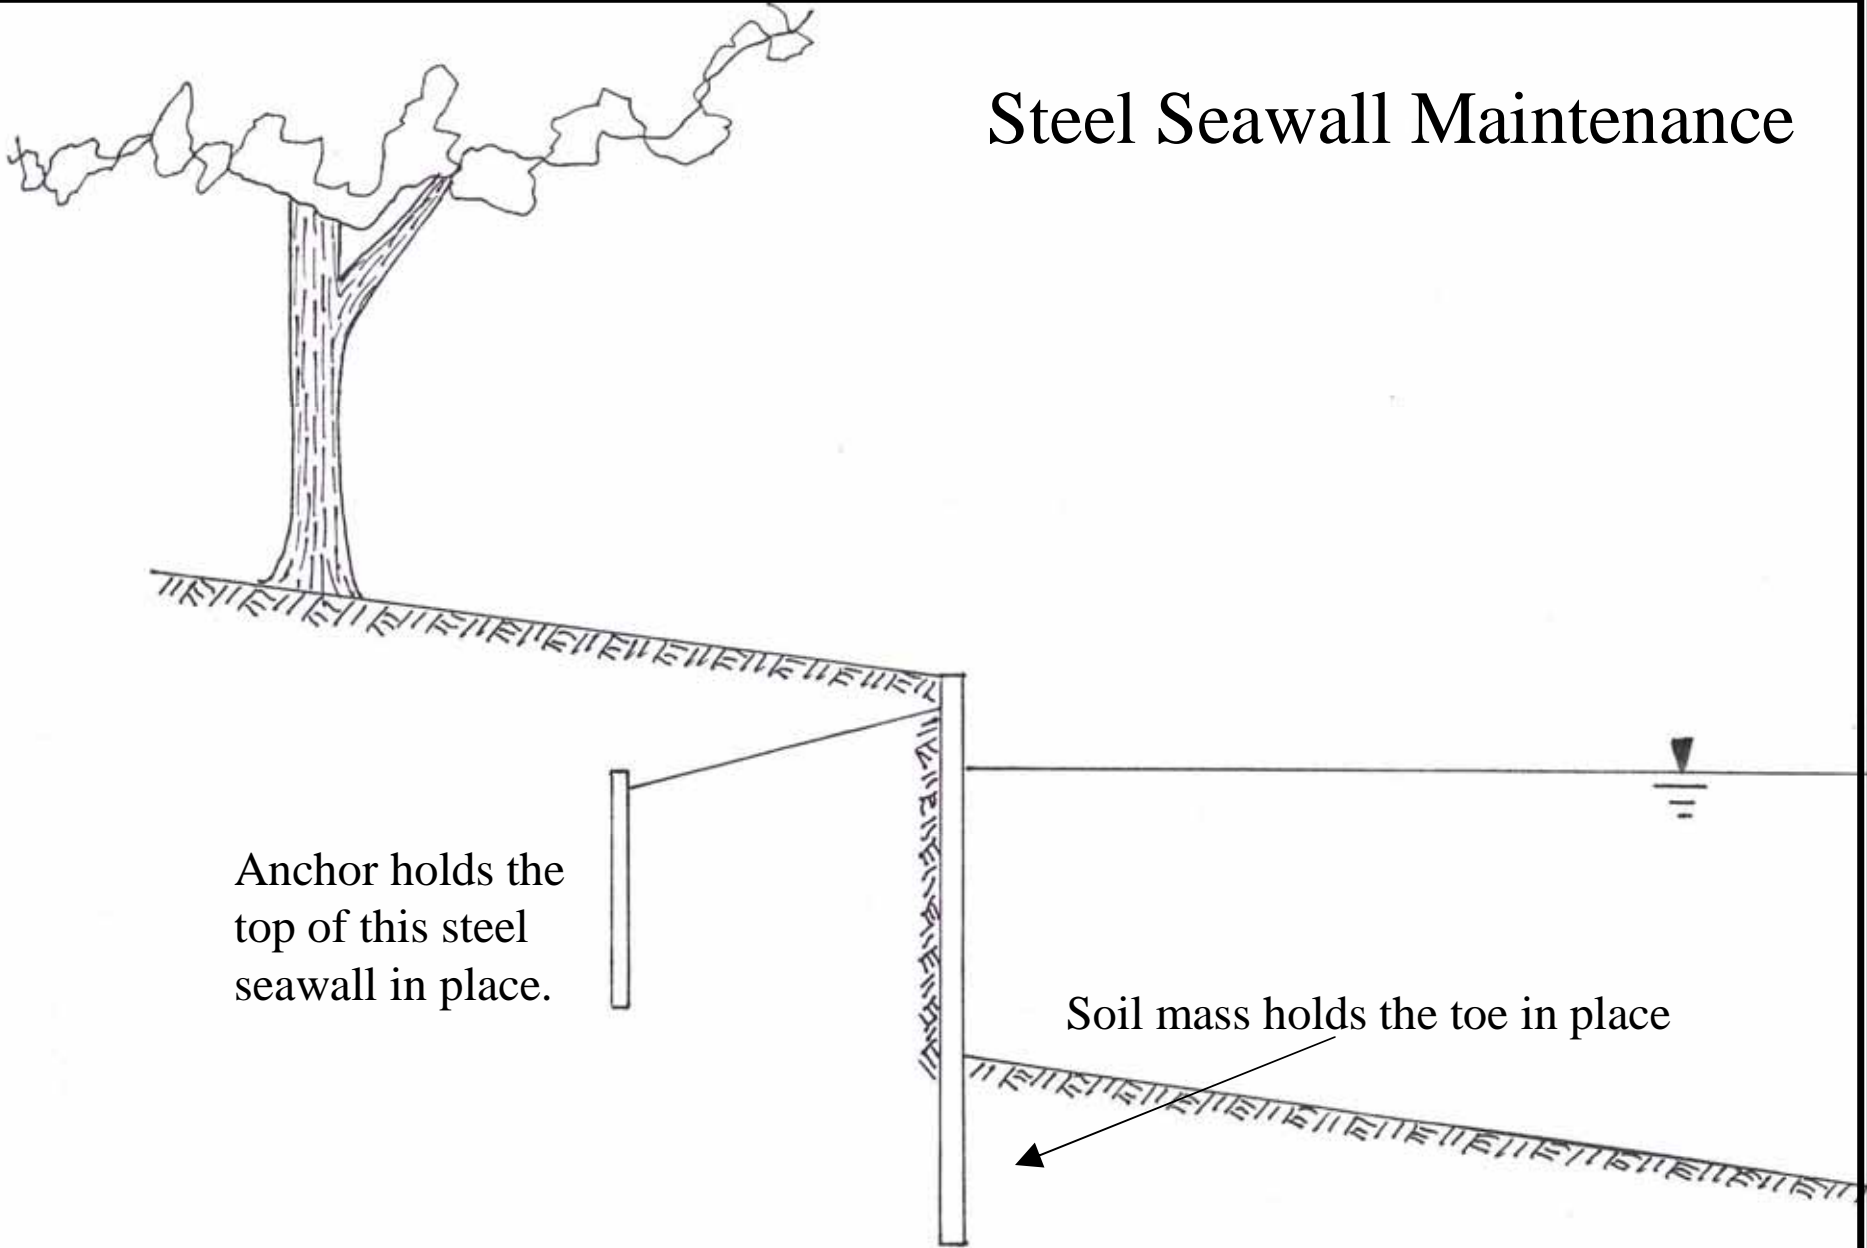 Steel Seawall Maintenance
Anchor holds the
top of this steel
seawall in place.
Soil mass holds the toe in place